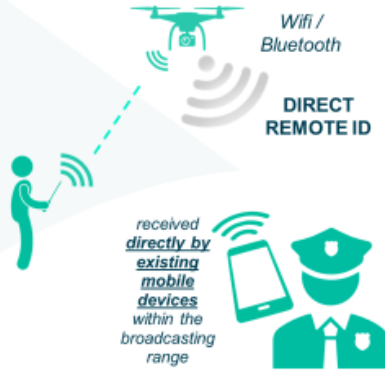 Wifi /
Bluetooth
DIRECT
REMOTE ID
received
directly by
existing
mobile
devices
within the
broadcasting
range